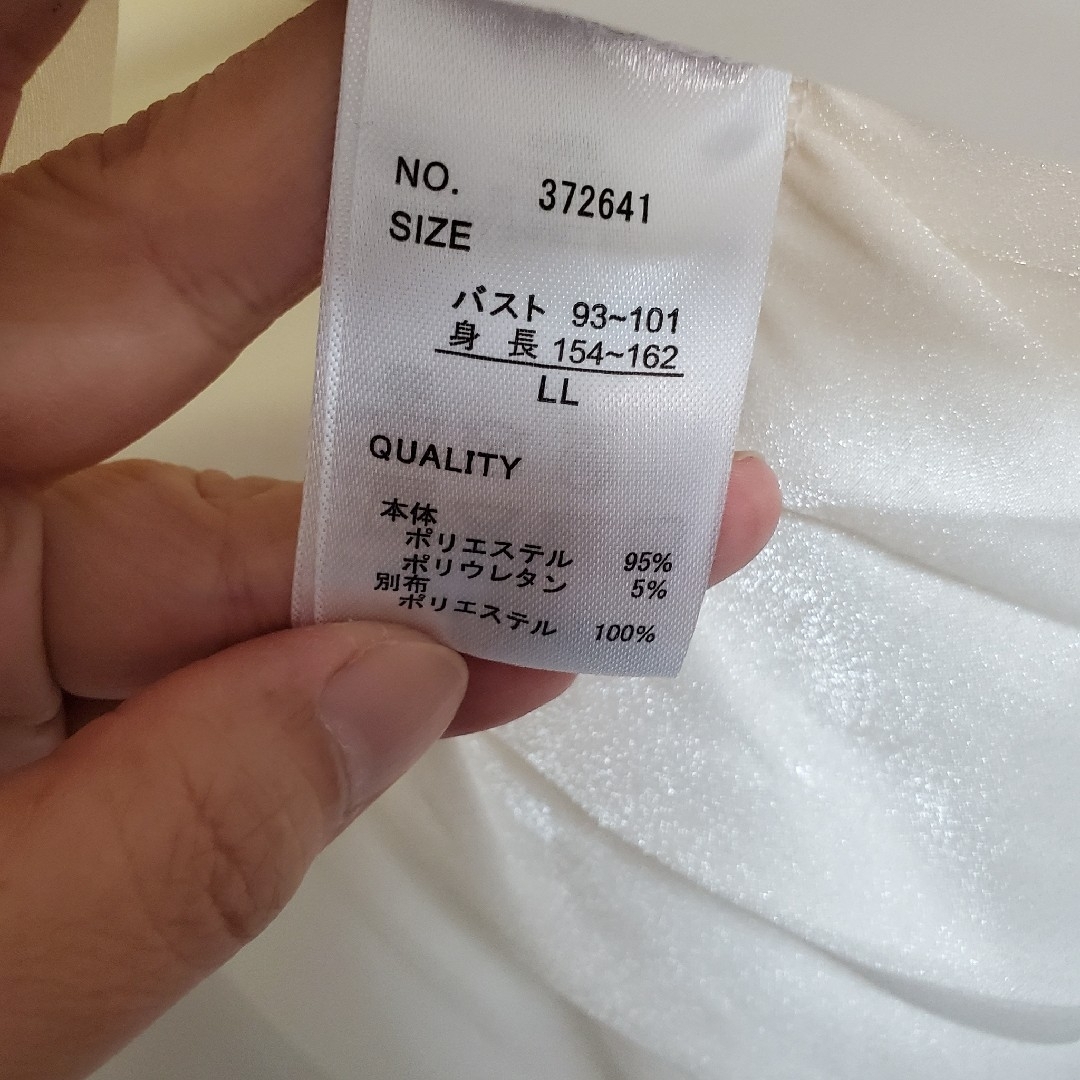 NO. 372641
SIZE
バスト 93~101
身 長 154~162
LL
QUALITY
本体
ポリエステル 95%
ポリウレタン 5%
別布
ポリエステル 100%